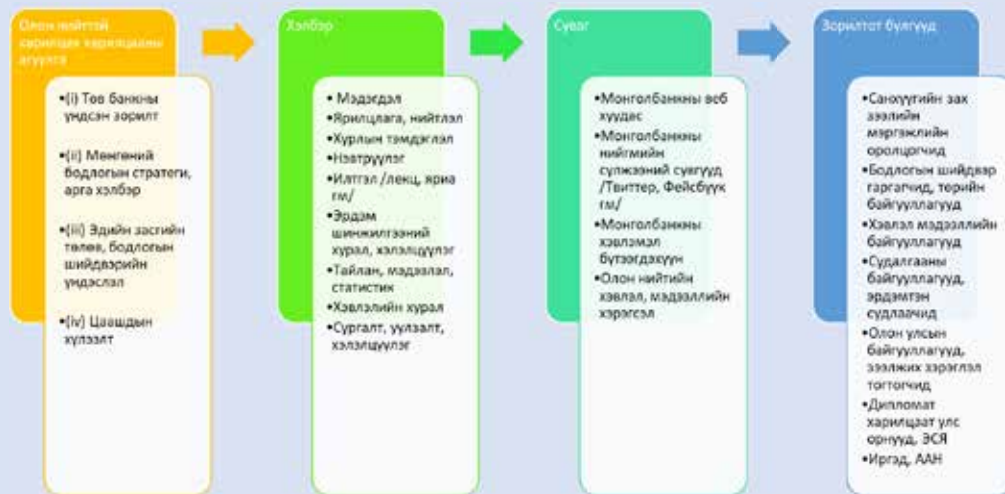 Олон нийттэй
харилцах харилцааны
агуулга
•(i) Төв банкны
үндсэн зорилт
•(ii) Мөнгөний
бодлогын стратеги,
арга хэлбэр
•(iii) Эдийн засгийн
төлөв, бодлогын
шийдвэрийн
үндэслэл
•(iv) Цаашдын
хүлээлт
Хэлбэр
• Мэдэгдэл
•Ярилцлага, нийтлэл
•Хурлын тэмдэглэл
•Нэвтрүүлэг
•Илтгэл /лекц, яриа
гм/
•Эрдэм
шинжилгээний
хурал, хэлэлцүүлэг
•Тайлан, мэдээлэл,
статистик
•Хэвлэлийн хурал
•Сургалт, уулзалт,
хэлэлцүүлэг
Суваг
•Монголбанкны веб
хуудас
•Монголбанкны
нийгмийн
сүлжээний сувгууд
/Твиттер, Фейсбүүк
гм/
•Монголбанкны
хэвлэмэл
бүтээгдэхүүн
•Олон нийтийн
хэвлэл, мэдээллийн
хэрэгсэл
Зорилтот бүлгүүд
•Санхүүгийн зах
зээлийн
мэргэжлийн
оролцогчид
•Бодлогын шийдвэр
гаргагчид, төрийн
байгууллагууд
•Хэвлэл мэдээллийн
байгууллагууд
•Судалгааны
байгууллагууд,
эрдэмтэн
судлаачид
•Олон улсын
байгууллагууд,
зээлжих зэрэглэл
тогтогчид
•Дипломат
харилцаат улс
орнууд, ЭСЯ
•Иргэд, ААН